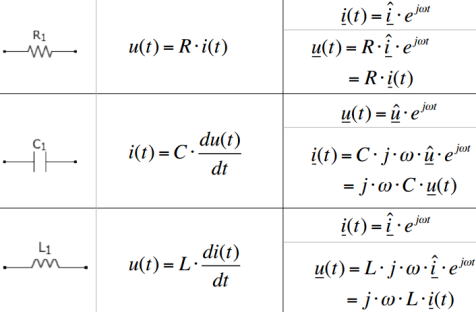 i̲(t) = î̲ · e^{jωt}
R₁
u(t) = R · i(t)
u̲(t) = R · î̲ · e^{jωt}
= R · i̲(t)
u̲(t) = û̲ · e^{jωt}
C₁
i(t) = C · du(t)/dt
i̲(t) = C · j · ω · û̲ · e^{jωt}
= j · ω · C · u̲(t)
i̲(t) = î̲ · e^{jωt}
L₁
u(t) = L · di(t)/dt
u̲(t) = L · j · ω · î̲ · e^{jωt}
= j · ω · L · i̲(t)